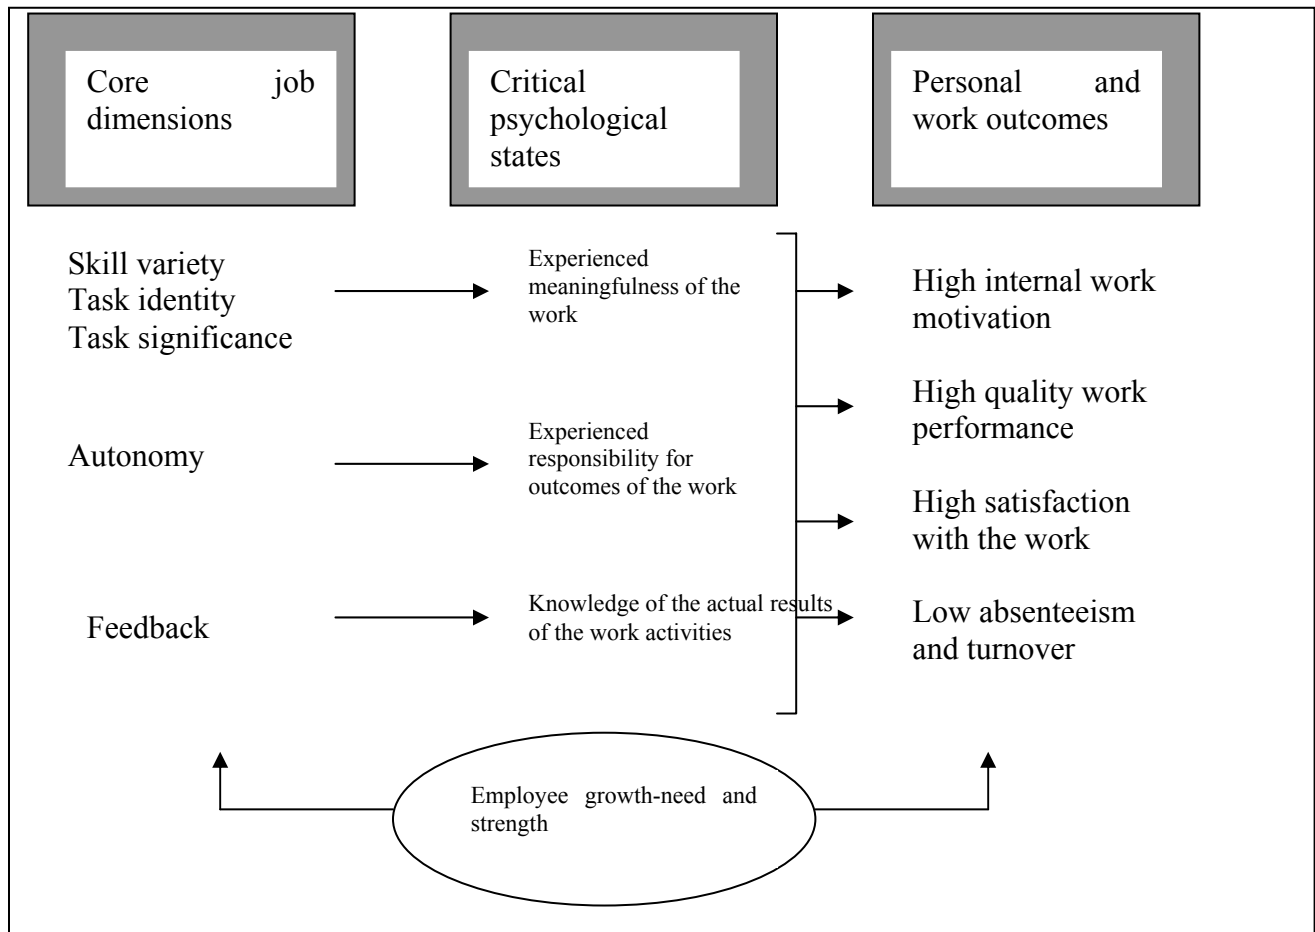 Core job
dimensions
Critical
psychological
states
Personal and
work outcomes
Skill variety
Task identity
Task significance
Experienced
meaningfulness of the
work
High internal work
motivation
Autonomy
Experienced
responsibility for
outcomes of the work
High quality work
performance
High satisfaction
with the work
Feedback
Knowledge of the actual results
of the work activities
Low absenteeism
and turnover
Employee growth-need and
strength